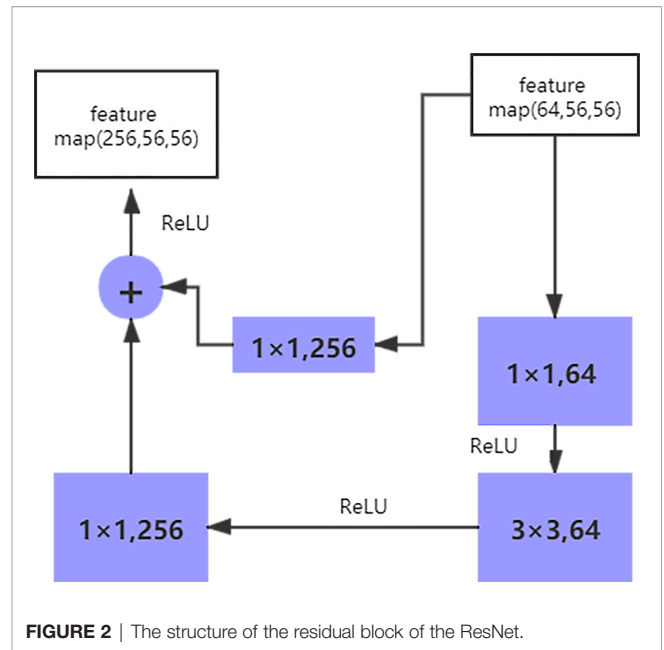 feature
map(256,56,56)
feature
map(64,56,56)
ReLU
+
1×1,256
1×1,64
ReLU
1×1,256
ReLU
3×3,64
FIGURE 2 | The structure of the residual block of the ResNet.